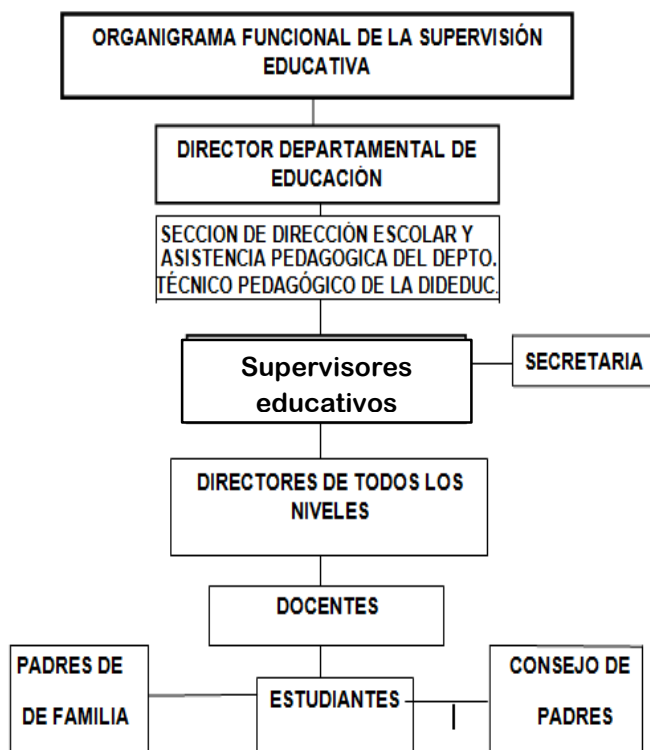 ORGANIGRAMA FUNCIONAL DE LA SUPERVISIÓN
EDUCATIVA
DIRECTOR DEPARTAMENTAL DE
EDUCACIÓN
SECCION DE DIRECCIÓN ESCOLAR Y
ASISTENCIA PEDAGOGICA DEL DEPTO.
TÉCNICO PEDAGÓGICO DE LA DIDEDUC.
Supervisores
educativos
SECRETARIA
DIRECTORES DE TODOS LOS
NIVELES
DOCENTES
PADRES DE
DE FAMILIA
ESTUDIANTES
CONSEJO DE
PADRES